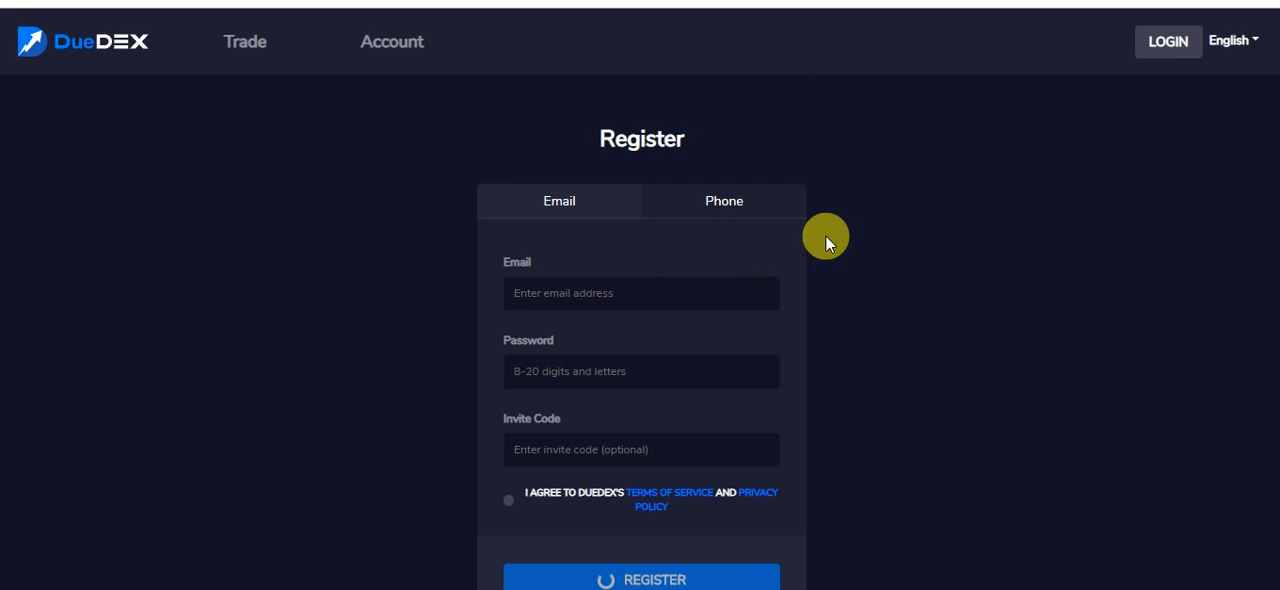 DueDEX Trade Account LOGIN English
Register
Email Phone
Email
Enter email address
Password
8-20 digits and letters
Invite Code
Enter invite code (optional)
I AGREE TO DUEDEX'S TERMS OF SERVICE AND PRIVACY
POLICY
REGISTER